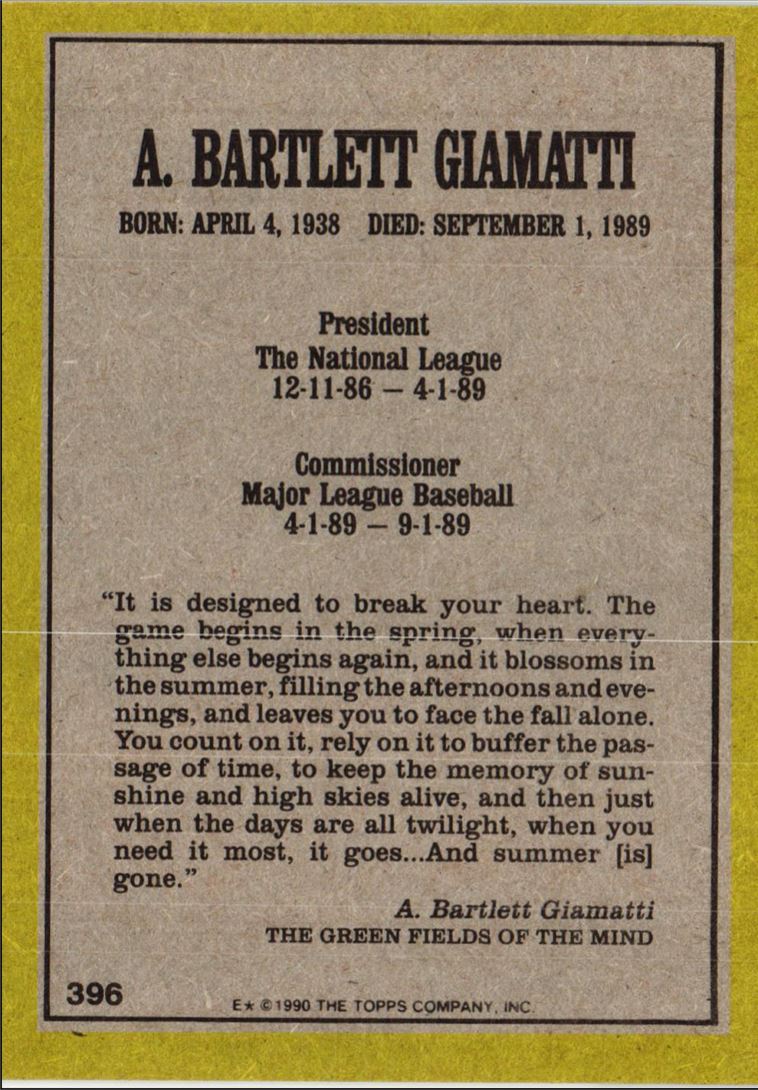 A. BARTLETT GIAMATTI
BORN: APRIL 4, 1938 DIED: SEPTEMBER 1, 1989
President
The National League
12-11-86 — 4-1-89
Commissioner
Major League Baseball
4-1-89 — 9-1-89
“It is designed to break your heart. The
game begins in the spring, when every-
thing else begins again, and it blossoms in
the summer, filling the afternoons and eve-
nings, and leaves you to face the fall alone.
You count on it, rely on it to buffer the pas-
sage of time, to keep the memory of sun-
shine and high skies alive, and then just
when the days are all twilight, when you
need it most, it goes...And summer [is]
gone.”
A. Bartlett Giamatti
THE GREEN FIELDS OF THE MIND
396
E★ ©1990 THE TOPPS COMPANY, INC.